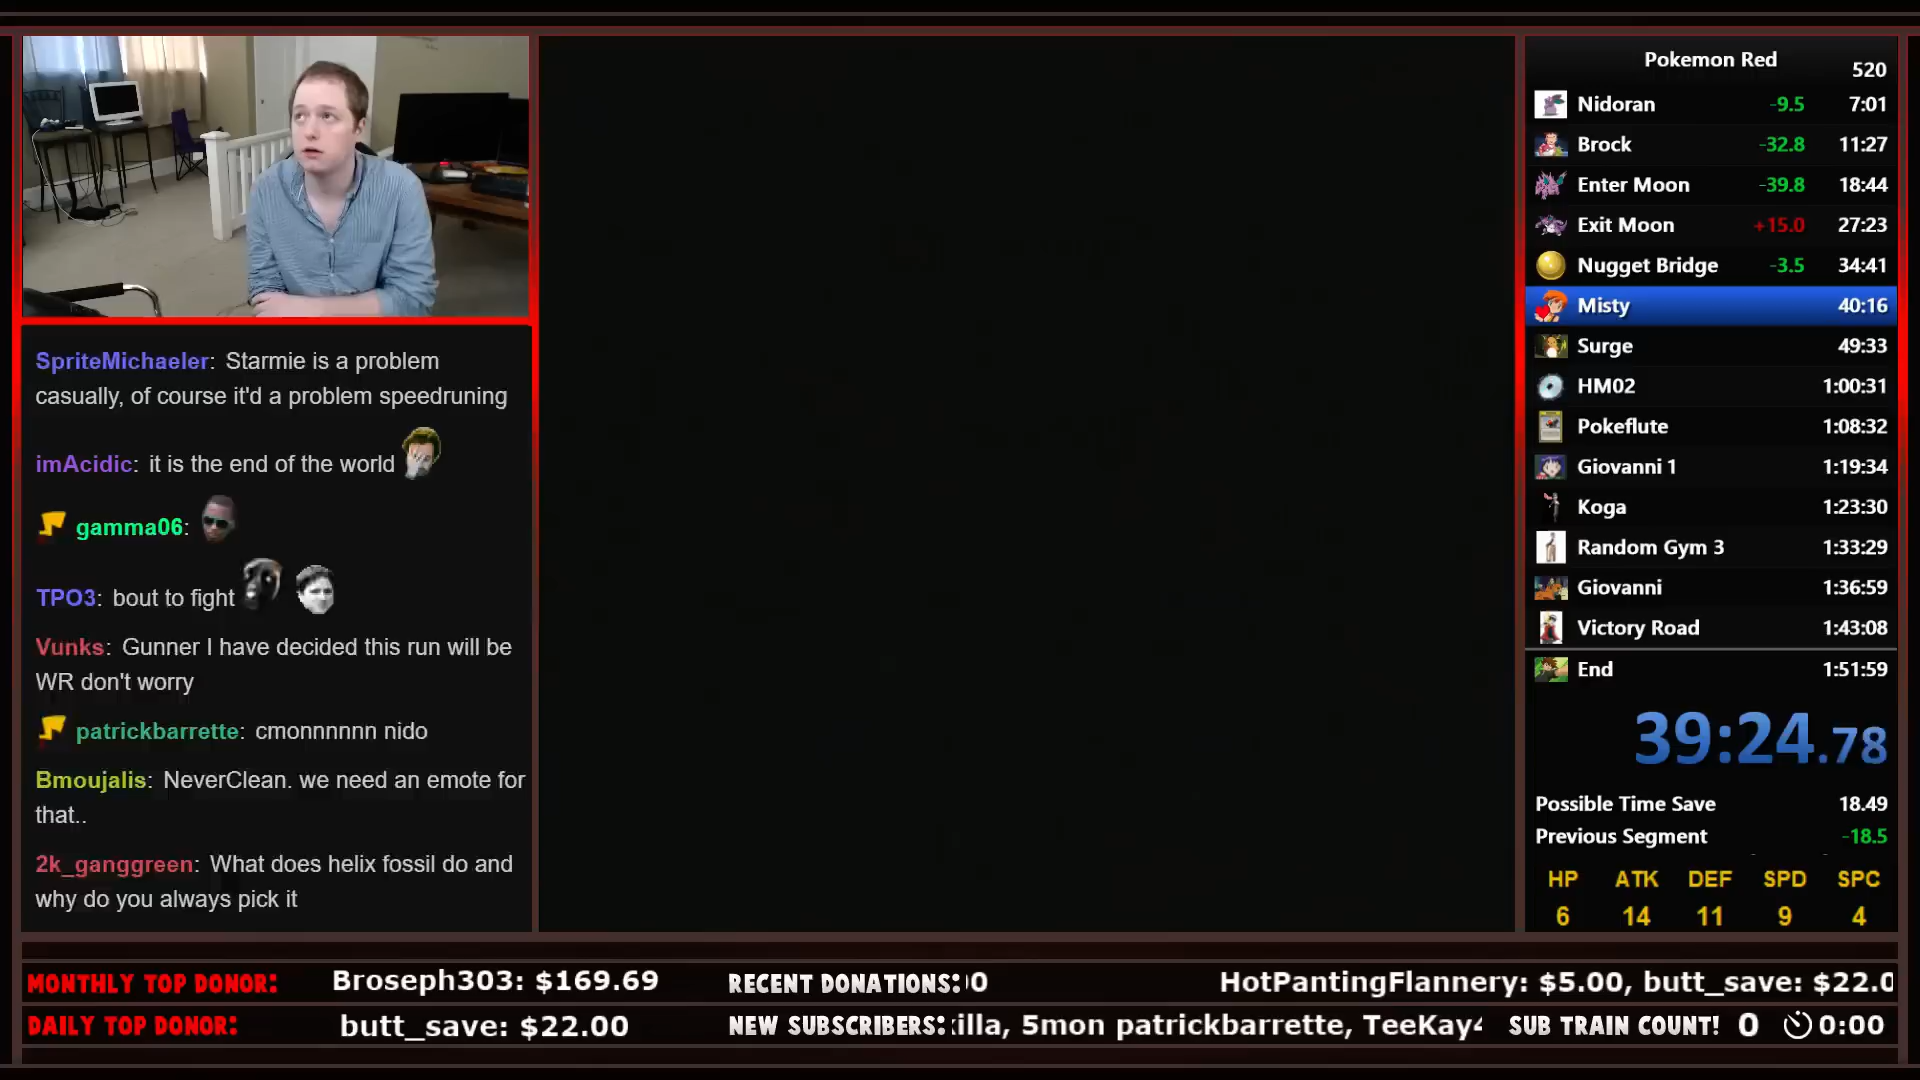 SpriteMichaeler: Starmie is a problem
casually, of course it'd a problem speedruning
imAcidic: it is the end of the world
gamma06:
TPO3: bout to fight
Vunks: Gunner I have decided this run will be
WR don't worry
patrickbarrette: cmonnnnnn nido
Bmoujalis: NeverClean. we need an emote for
that..
2k_ganggreen: What does helix fossil do and
why do you always pick it
Pokemon Red
520
Nidoran -9.5 7:01
Brock -32.8 11:27
Enter Moon -39.8 18:44
Exit Moon +15.0 27:23
Nugget Bridge -3.5 34:41
Misty 40:16
Surge 49:33
HM02 1:00:31
Pokeflute 1:08:32
Giovanni 1 1:19:34
Koga 1:23:30
Random Gym 3 1:33:29
Giovanni 1:36:59
Victory Road 1:43:08
End 1:51:59
39:24.78
Possible Time Save 18.49
Previous Segment -18.5
HP ATK DEF SPD SPC
6 14 11 9 4
MONTHLY TOP DONOR: Broseph303: $169.69 RECENT DONATIONS: 0 HotPantingFlannery: $5.00, butt_save: $22.0
DAILY TOP DONOR: butt_save: $22.00 NEW SUBSCRIBERS: illa, 5mon patrickbarrette, TeeKay4 SUB TRAIN COUNT! 0 0:00